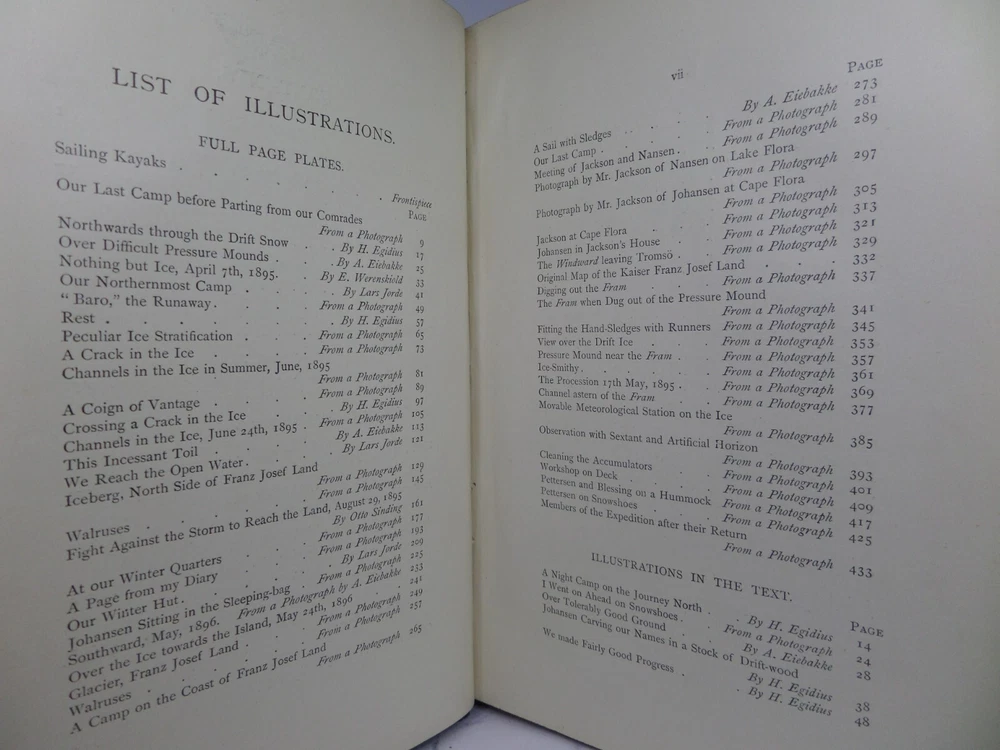 LIST OF ILLUSTRATIONS.
FULL PAGE PLATES.
Sailing Kayaks . . . . . . . Frontispiece
PAGE
Our Last Camp before Parting from our Comrades
From a Photograph 9
Northwards through the Drift Snow . . By H. Egidius 17
Over Difficult Pressure Mounds . . By A. Eiebakke 25
Nothing but Ice, April 7th, 1895. By E. Werenskiold 33
Our Northernmost Camp . . . By Lars Jorde 41
"Baro," the Runaway . . . From a Photograph 49
Rest . . . . . . . By H. Egidius 57
Peculiar Ice Stratification . . . From a Photograph 65
A Crack in the Ice . . . From a Photograph 73
Channels in the Ice in Summer, June, 1895
From a Photograph 81
A Coign of Vantage . . . From a Photograph 89
Crossing a Crack in the Ice . . By H. Egidius 97
Channels in the Ice, June 24th, 1895 . From a Photograph 105
This Incessant Toil . . . By A. Eiebakke 113
We Reach the Open Water . . . By Lars Jorde 121
Iceberg, North Side of Franz Josef Land
From a Photograph 129
Walruses . . . . From a Photograph 145
Fight Against the Storm to Reach the Land, August 29, 1895
By Otto Sinding 161
At our Winter Quarters . . From a Photograph 177
A Page from my Diary . . From a Photograph 193
Our Winter Hut . . . By Lars Jorde 209
Johansen Sitting in the Sleeping-bag From a Photograph 225
Southward, May, 1896. From a Photograph by A. Eiebakke 233
Over the Ice towards the Island, May 24th, 1896 . 241
Glacier, Franz Josef Land . From a Photograph 249
Walruses . . . From a Photograph 257
A Camp on the Coast of Franz Josef Land
From a Photograph 265
vii
PAGE
A Sail with Sledges . . . . By A. Eiebakke 273
Our Last Camp . . . . From a Photograph 281
Meeting of Jackson and Nansen . From a Photograph 289
Photograph by Mr. Jackson of Nansen on Lake Flora
From a Photograph 297
Photograph by Mr. Jackson of Johansen at Cape Flora
From a Photograph 305
Jackson at Cape Flora . . From a Photograph 313
Johansen in Jackson's House . From a Photograph 321
The Windward leaving Tromsö . From a Photograph 329
Original Map of the Kaiser Franz Josef Land . . . 332
Digging out the Fram . . From a Photograph 337
The Fram when Dug out of the Pressure Mound
From a Photograph 341
Fitting the Hand-Sledges with Runners From a Photograph 345
View over the Drift Ice . . From a Photograph 353
Pressure Mound near the Fram . . From a Photograph 357
Ice-Smithy . . . . From a Photograph 361
The Procession 17th May, 1895 . From a Photograph 369
Channel astern of the Fram . . From a Photograph 377
Movable Meteorological Station on the Ice
From a Photograph 385
Observation with Sextant and Artificial Horizon
From a Photograph 393
Cleaning the Accumulators . From a Photograph 401
Workshop on Deck . . . From a Photograph 409
Pettersen and Blessing on a Hummock From a Photograph 417
Pettersen on Snowshoes . . From a Photograph 425
Members of the Expedition after their Return
From a Photograph 433
ILLUSTRATIONS IN THE TEXT.
PAGE
A Night Camp on the Journey North . . By H. Egidius 14
I Went on Ahead on Snowshoes . . From a Photograph 24
Over Tolerably Good Ground . . By A. Eiebakke 28
Johansen Carving our Names in a Stock of Drift-wood
By H. Egidius 38
We made Fairly Good Progress . . By H. Egidius 48